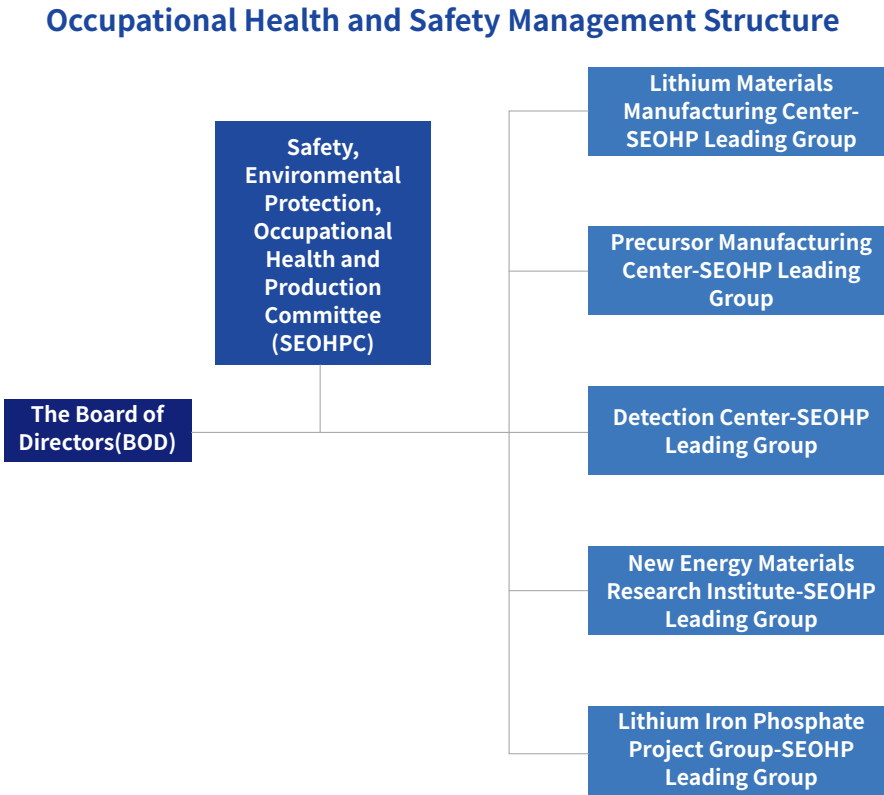 Occupational Health and Safety Management Structure
Safety,
Environmental
Protection,
Occupational
Health and
Production
Committee
(SEOHPC)
The Board of
Directors(BOD)
Lithium Materials
Manufacturing Center-
SEOHP Leading Group
Precursor Manufacturing
Center-SEOHP Leading
Group
Detection Center-SEOHP
Leading Group
New Energy Materials
Research Institute-SEOHP
Leading Group
Lithium Iron Phosphate
Project Group-SEOHP
Leading Group